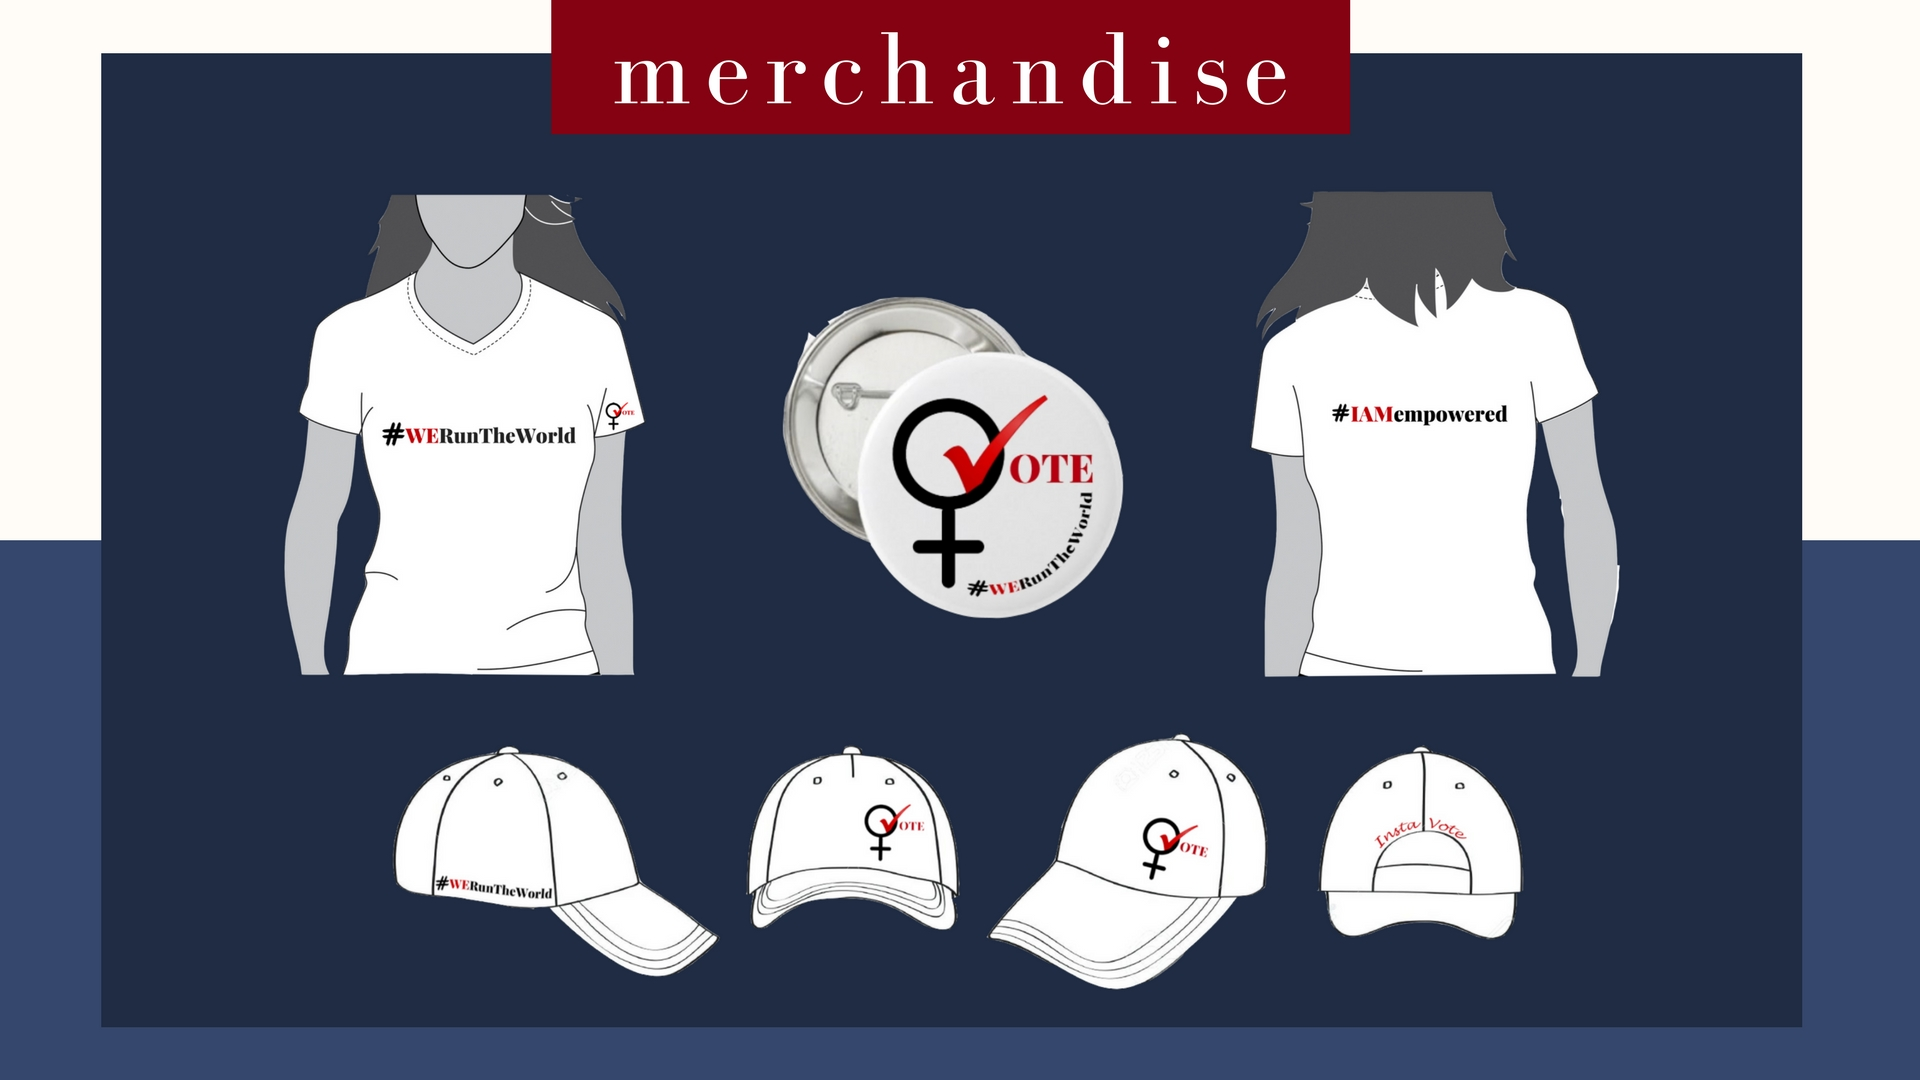 merchandise
#WERunTheWorld
VOTE
VOTE
#WERunTheWorld
#IAMempowered
#WERunTheWorld
VOTE
VOTE
Insta Vote